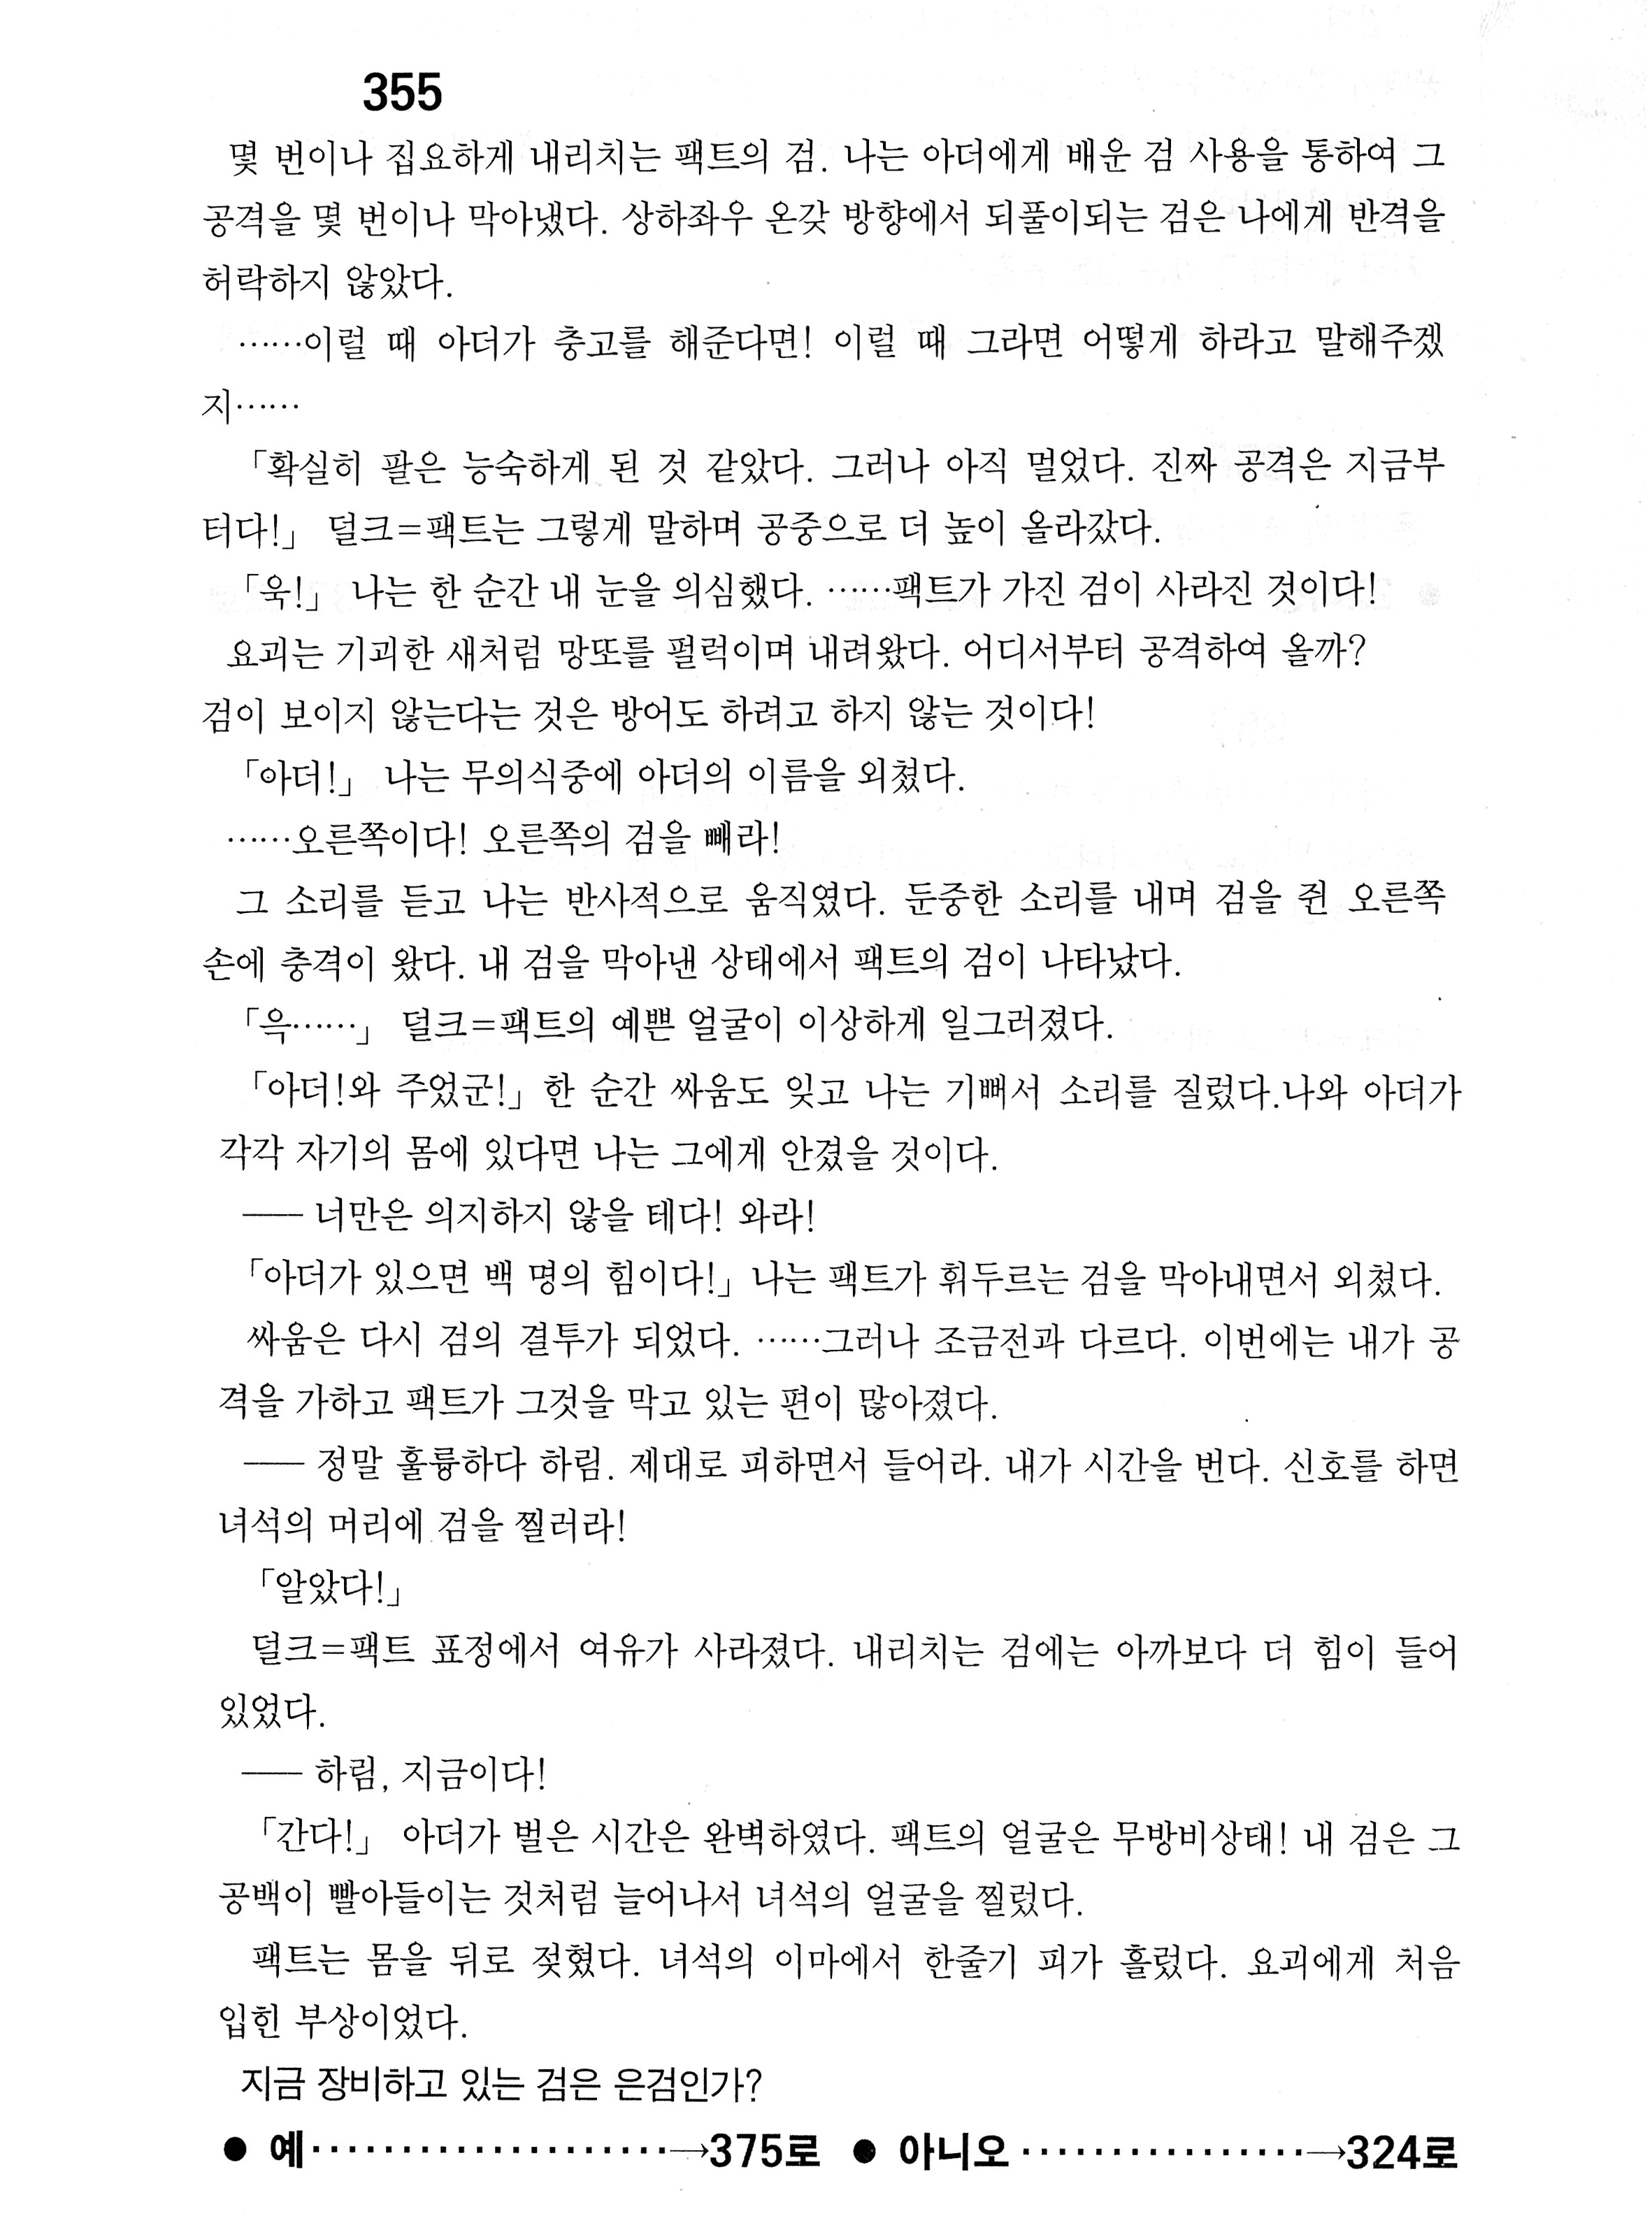 355
몇 번이나 집요하게 내리치는 팩트의 검. 나는 아더에게 배운 검 사용을 통하여 그
공격을 몇 번이나 막아냈다. 상하좌우 온갖 방향에서 되풀이되는 검은 나에게 반격을
허락하지 않았다.
……이럴 때 아더가 충고를 해준다면! 이럴 때 그라면 어떻게 하라고 말해주겠
지……
「확실히 팔은 능숙하게 된 것 같았다. 그러나 아직 멀었다. 진짜 공격은 지금부
터다!」 덜크=팩트는 그렇게 말하며 공중으로 더 높이 올라갔다.
「욱!」 나는 한 순간 내 눈을 의심했다. ……팩트가 가진 검이 사라진 것이다!
요괴는 기괴한 새처럼 망또를 펄럭이며 내려왔다. 어디서부터 공격하여 올까?
검이 보이지 않는다는 것은 방어도 하려고 하지 않는 것이다!
「아더!」 나는 무의식중에 아더의 이름을 외쳤다.
……오른쪽이다! 오른쪽의 검을 빼라!
그 소리를 듣고 나는 반사적으로 움직였다. 둔중한 소리를 내며 검을 쥔 오른쪽
손에 충격이 왔다. 내 검을 막아낸 상태에서 팩트의 검이 나타났다.
「윽……」 덜크=팩트의 예쁜 얼굴이 이상하게 일그러졌다.
「아더!와 주었군!」한 순간 싸움도 잊고 나는 기뻐서 소리를 질렀다.나와 아더가
각각 자기의 몸에 있다면 나는 그에게 안겼을 것이다.
── 너만은 의지하지 않을 테다! 와라!
「아더가 있으면 백 명의 힘이다!」나는 팩트가 휘두르는 검을 막아내면서 외쳤다.
싸움은 다시 검의 결투가 되었다. ……그러나 조금전과 다르다. 이번에는 내가 공
격을 가하고 팩트가 그것을 막고 있는 편이 많아졌다.
── 정말 훌륭하다 하림. 제대로 피하면서 들어라. 내가 시간을 번다. 신호를 하면
녀석의 머리에 검을 찔러라!
「알았다!」
덜크=팩트 표정에서 여유가 사라졌다. 내리치는 검에는 아까보다 더 힘이 들어
있었다.
── 하림, 지금이다!
「간다!」 아더가 벌은 시간은 완벽하였다. 팩트의 얼굴은 무방비상태! 내 검은 그
공백이 빨아들이는 것처럼 늘어나서 녀석의 얼굴을 찔렀다.
팩트는 몸을 뒤로 젖혔다. 녀석의 이마에서 한줄기 피가 흘렀다. 요괴에게 처음
입힌 부상이었다.
지금 장비하고 있는 검은 은검인가?
● 예····················→375로 ● 아니오················→324로